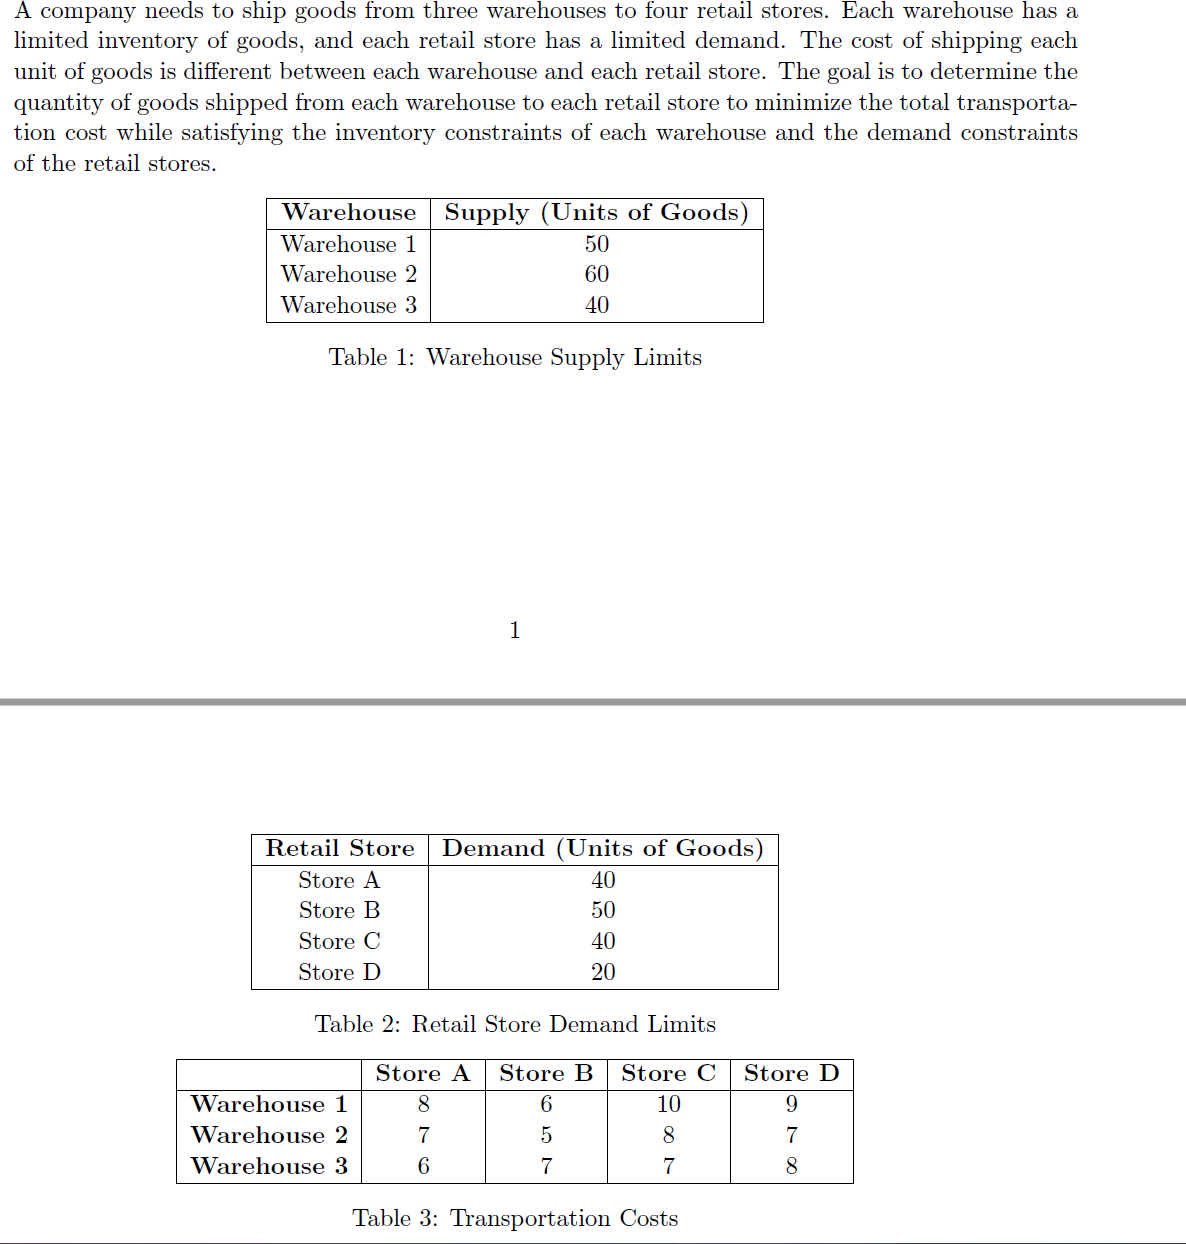 A company needs to ship goods from three warehouses to four retail stores. Each warehouse has a
limited inventory of goods, and each retail store has a limited demand. The cost of shipping each
unit of goods is different between each warehouse and each retail store. The goal is to determine the
quantity of goods shipped from each warehouse to each retail store to minimize the total transporta-
tion cost while satisfying the inventory constraints of each warehouse and the demand constraints
of the retail stores.
Warehouse Supply (Units of Goods)
Warehouse 1 50
Warehouse 2 60
Warehouse 3 40
Table 1: Warehouse Supply Limits
1
Retail Store Demand (Units of Goods)
Store A 40
Store B 50
Store C 40
Store D 20
Table 2: Retail Store Demand Limits
Store A Store B Store C Store D
Warehouse 1 8 6 10 9
Warehouse 2 7 5 8 7
Warehouse 3 6 7 7 8
Table 3: Transportation Costs